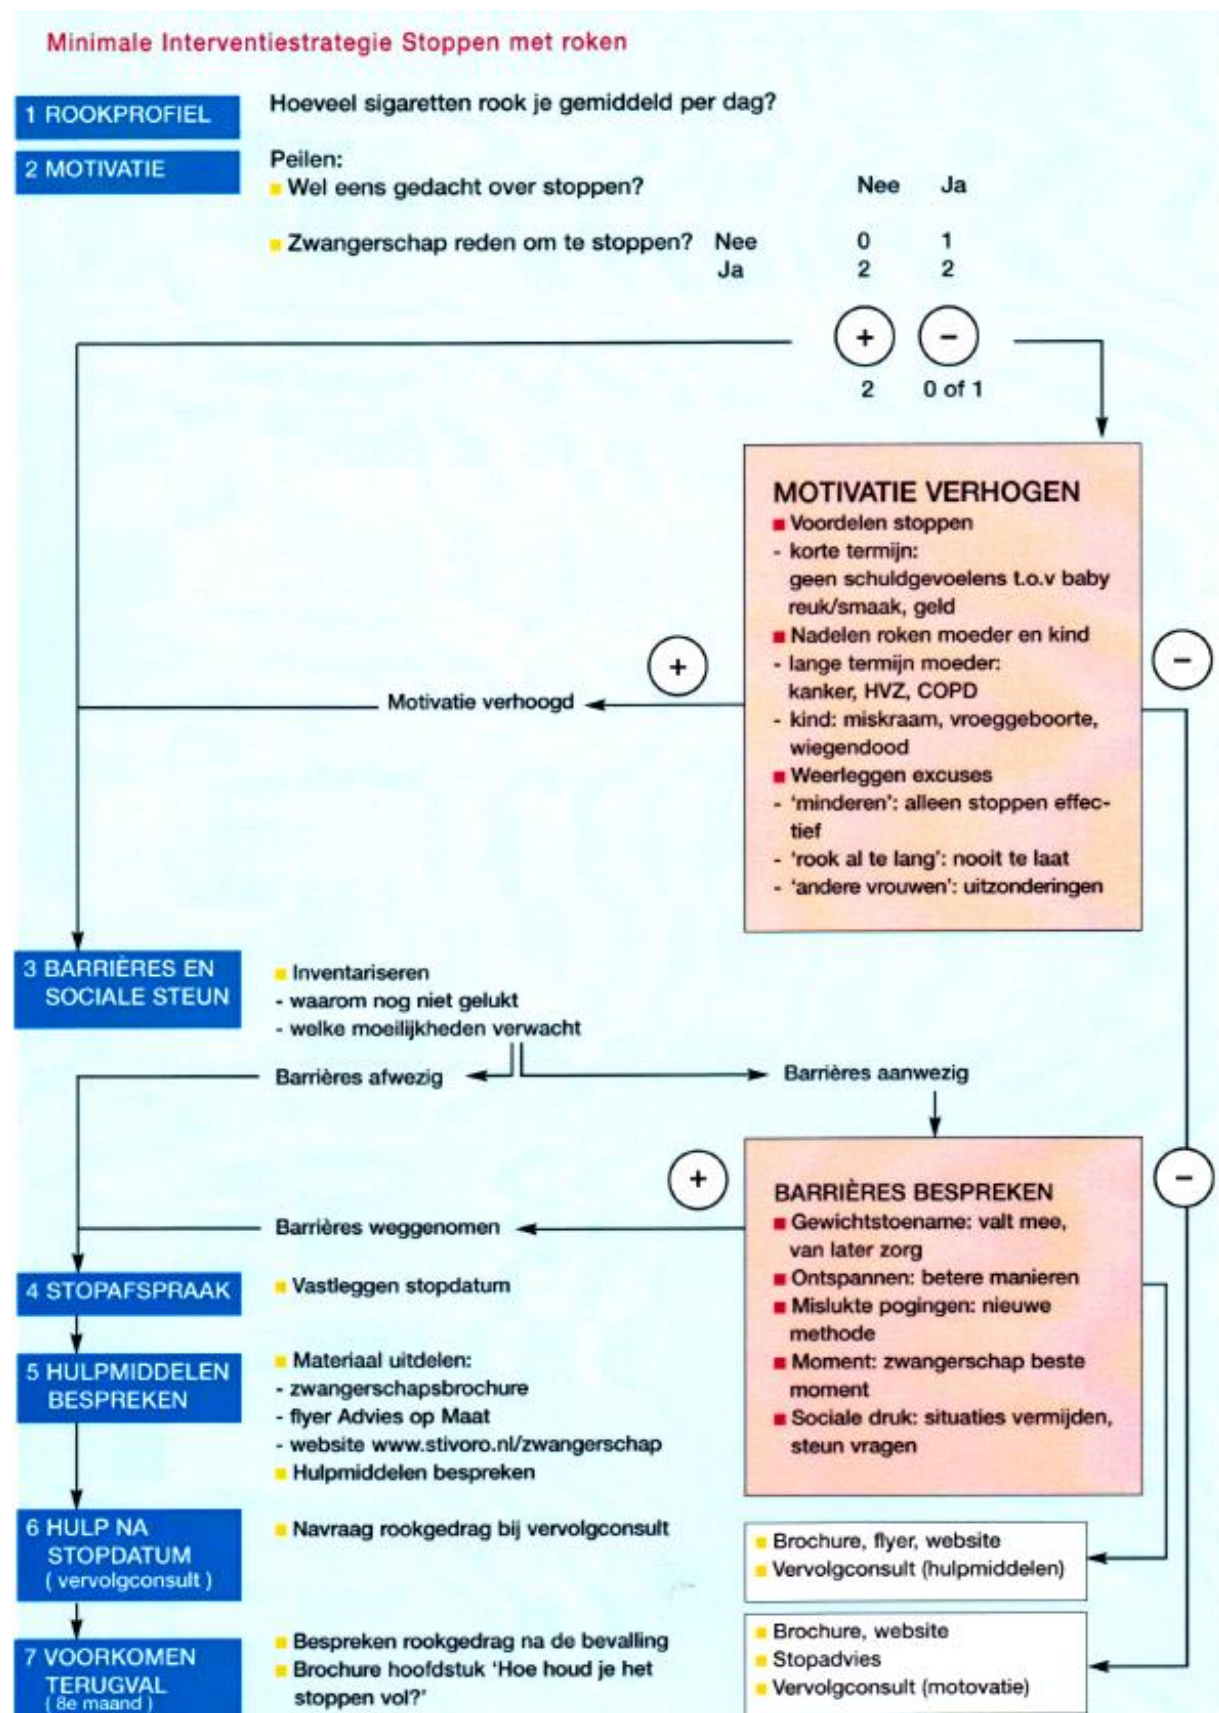 Minimale Interventiestrategie Stoppen met roken
1 ROOKPROFIEL
Hoeveel sigaretten rook je gemiddeld per dag?
2 MOTIVATIE
Peilen:
Wel eens gedacht over stoppen?
Nee Ja
Zwangerschap reden om te stoppen? Nee 0 1
Ja 2 2
+ -
2 0 of 1
MOTIVATIE VERHOGEN
Voordelen stoppen
- korte termijn:
geen schuldgevoelens t.o.v baby
reuk/smaak, geld
Nadelen roken moeder en kind
- lange termijn moeder:
kanker, HVZ, COPD
- kind: miskraam, vroeggeboorte,
wiegendood
Weerleggen excuses
- ‘minderen’: alleen stoppen effec-
tief
- ‘rook al te lang’: nooit te laat
- ‘andere vrouwen’: uitzonderingen
+
-
Motivatie verhoogd
3 BARRIÈRES EN
SOCIALE STEUN
Inventariseren
- waarom nog niet gelukt
- welke moeilijkheden verwacht
Barrières afwezig
Barrières aanwezig
+
-
BARRIÈRES BESPREKEN
Gewichtstoename: valt mee,
van later zorg
Ontspannen: betere manieren
Mislukte pogingen: nieuwe
methode
Moment: zwangerschap beste
moment
Sociale druk: situaties vermijden,
steun vragen
Barrières weggenomen
4 STOPAFSPRAAK
Vastleggen stopdatum
5 HULPMIDDELEN
BESPREKEN
Materiaal uitdelen:
- zwangerschapsbrochure
- flyer Advies op Maat
- website www.stivoro.nl/zwangerschap
Hulpmiddelen bespreken
6 HULP NA
STOPDATUM
( vervolgconsult )
Navraag rookgedrag bij vervolgconsult
Brochure, flyer, website
Vervolgconsult (hulpmiddelen)
7 VOORKOMEN
TERUGVAL
( 8e maand )
Bespreken rookgedrag na de bevalling
Brochure hoofdstuk ‘Hoe houd je het
stoppen vol?’
Brochure, website
Stopadvies
Vervolgconsult (motovatie)